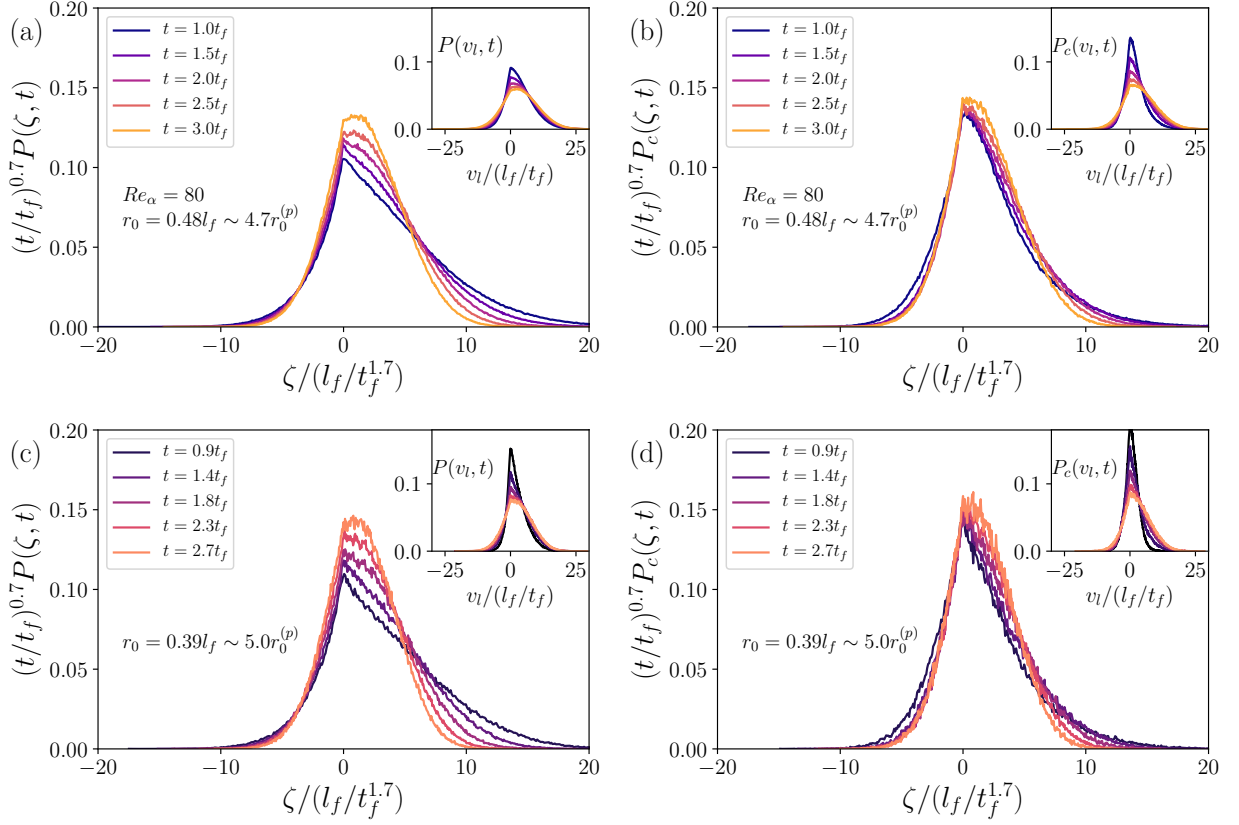 (a)
(t/t_f)^{0.7}P(ζ, t)
0.20
0.15
0.10
0.05
0.00
t = 1.0t_f
t = 1.5t_f
t = 2.0t_f
t = 2.5t_f
t = 3.0t_f
Re_α = 80
r_0 = 0.48l_f ∼ 4.7r_0^{(p)}
P(v_l, t)
0.1
0.0
−25 0 25
v_l/(l_f/t_f)
−20 −10 0 10 20
ζ/(l_f/t_f^{1.7})
(b)
(t/t_f)^{0.7}P_c(ζ, t)
0.20
0.15
0.10
0.05
0.00
t = 1.0t_f
t = 1.5t_f
t = 2.0t_f
t = 2.5t_f
t = 3.0t_f
Re_α = 80
r_0 = 0.48l_f ∼ 4.7r_0^{(p)}
P_c(v_l, t)
0.1
0.0
−25 0 25
v_l/(l_f/t_f)
−20 −10 0 10 20
ζ/(l_f/t_f^{1.7})
(c)
(t/t_f)^{0.7}P(ζ, t)
0.20
0.15
0.10
0.05
0.00
t = 0.9t_f
t = 1.4t_f
t = 1.8t_f
t = 2.3t_f
t = 2.7t_f
r_0 = 0.39l_f ∼ 5.0r_0^{(p)}
P(v_l, t)
0.1
0.0
−25 0 25
v_l/(l_f/t_f)
−20 −10 0 10 20
ζ/(l_f/t_f^{1.7})
(d)
(t/t_f)^{0.7}P_c(ζ, t)
0.20
0.15
0.10
0.05
0.00
t = 0.9t_f
t = 1.4t_f
t = 1.8t_f
t = 2.3t_f
t = 2.7t_f
r_0 = 0.39l_f ∼ 5.0r_0^{(p)}
P_c(v_l, t)
0.1
0.0
−25 0 25
v_l/(l_f/t_f)
−20 −10 0 10 20
ζ/(l_f/t_f^{1.7})